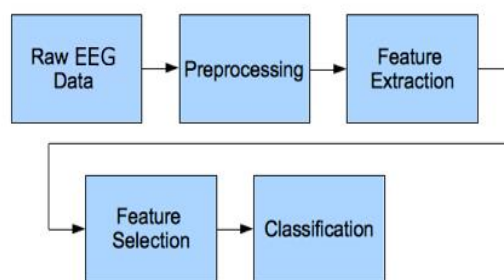 Raw EEG
Data
Preprocessing
Feature
Extraction
Feature
Selection
Classification